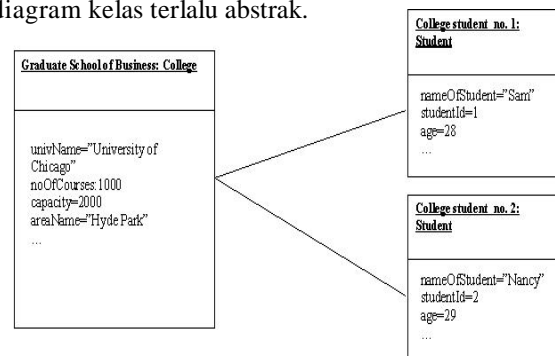 diagram kelas terlalu abstrak.
Graduate School of Business: College
univName="University of
Chicago"
noOfCourses:1000
capacity=2000
areaName="Hyde Park"
...
College student no. 1:
Student
nameOfStudent="Sam"
studentId=1
age=28
...
College student no. 2:
Student
nameOfStudent="Nancy"
studentId=2
age=29
...